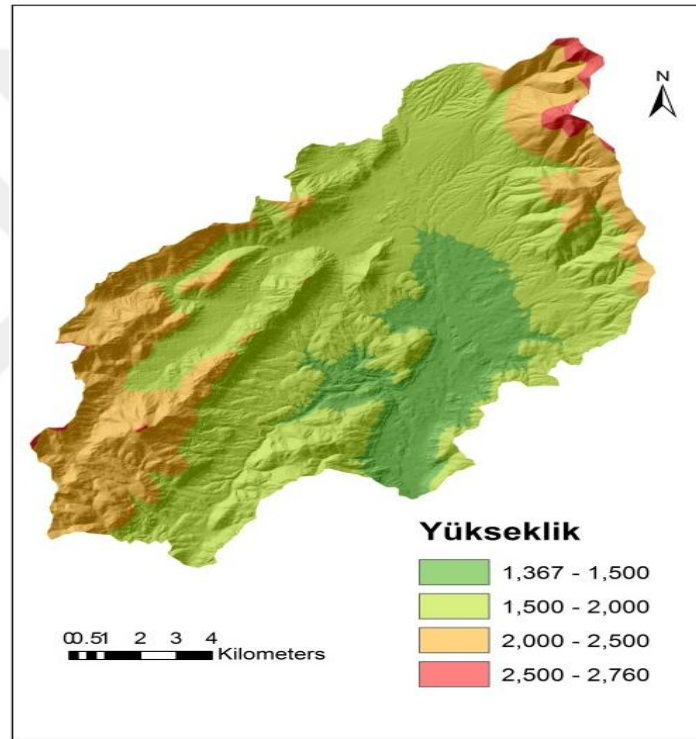 N
Yükseklik
1,367 - 1,500
1,500 - 2,000
2,000 - 2,500
2,500 - 2,760
00.51 2 3 4
Kilometers